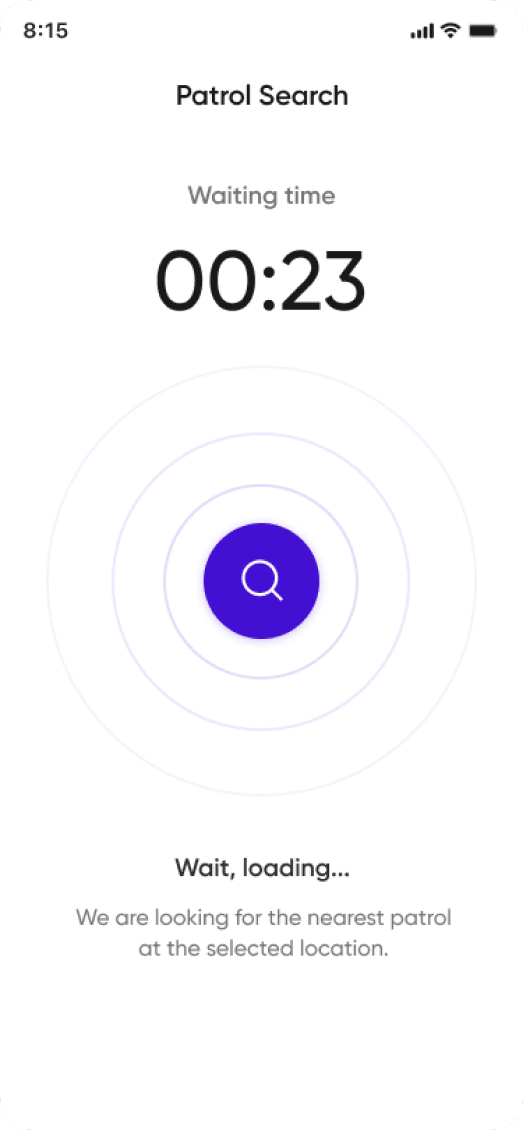 8:15
Patrol Search
Waiting time
00:23
Wait, loading...
We are looking for the nearest patrol
at the selected location.